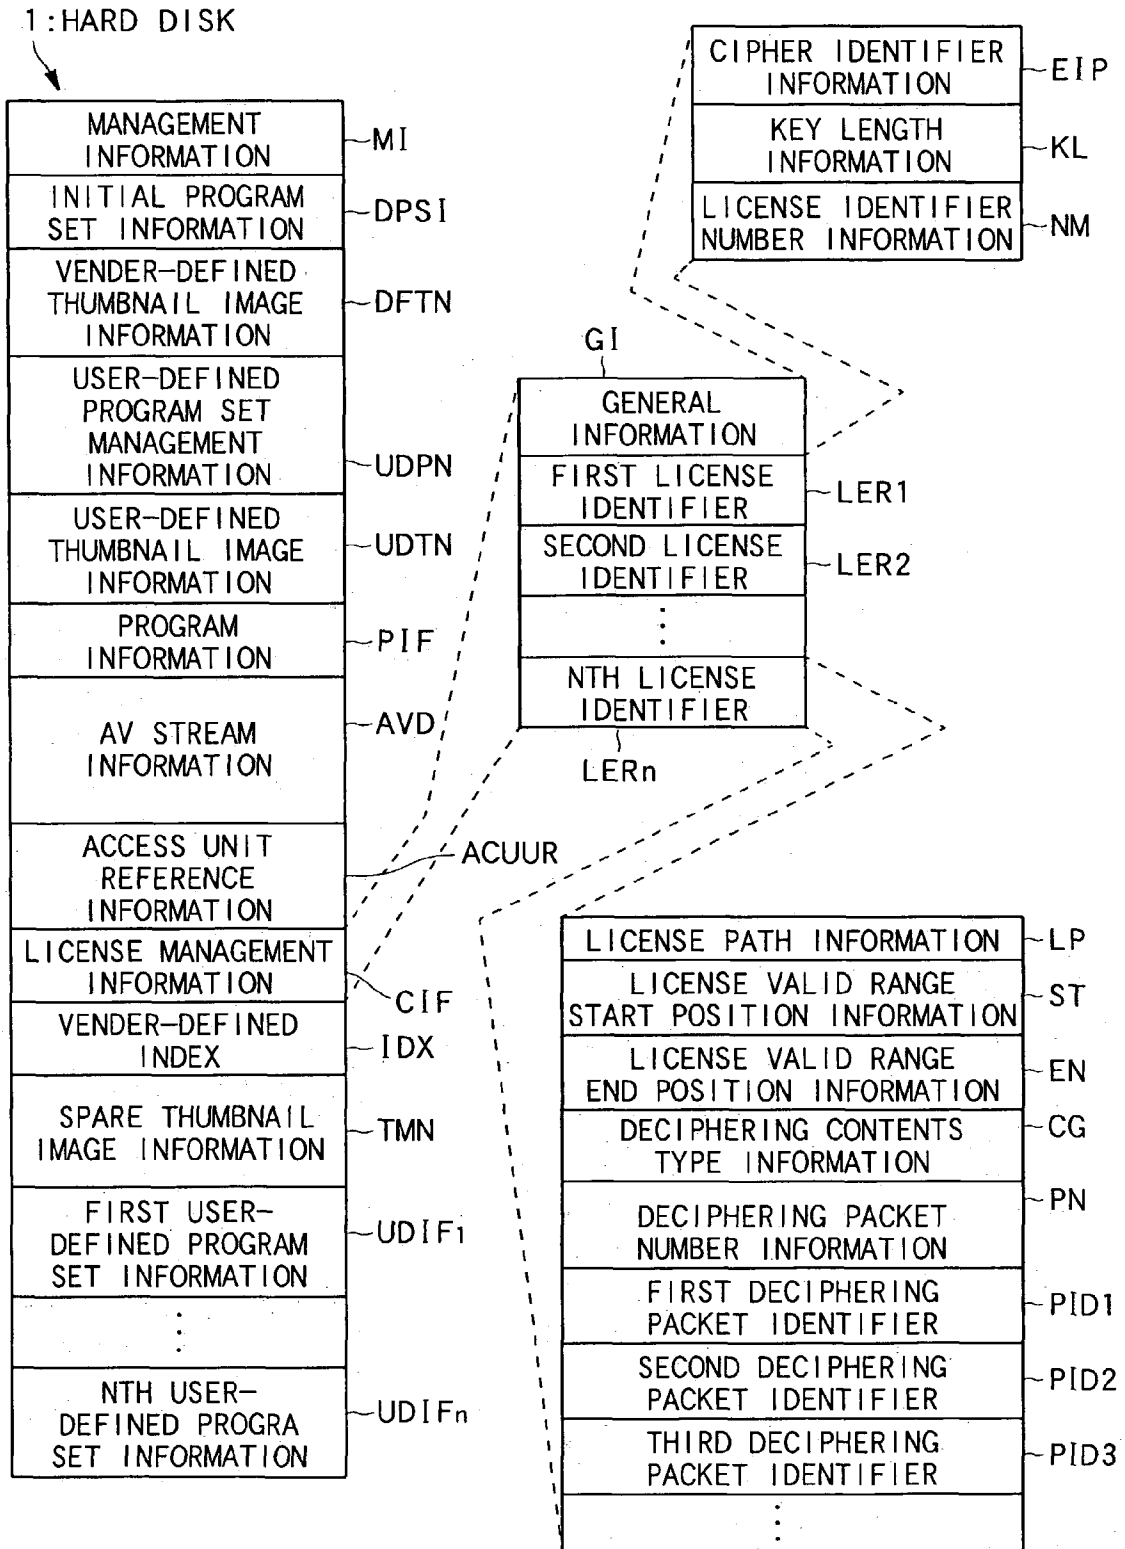 1:HARD DISK
MANAGEMENT
INFORMATION
MI
INITIAL PROGRAM
SET INFORMATION
DPSI
VENDER-DEFINED
THUMBNAIL IMAGE
INFORMATION
DFTN
USER-DEFINED
PROGRAM SET
MANAGEMENT
INFORMATION
UDPN
USER-DEFINED
THUMBNAIL IMAGE
INFORMATION
UDTN
PROGRAM
INFORMATION
PIF
AV STREAM
INFORMATION
AVD
ACCESS UNIT
REFERENCE
INFORMATION
ACUUR
LICENSE MANAGEMENT
INFORMATION
CIF
VENDER-DEFINED
INDEX
IDX
SPARE THUMBNAIL
IMAGE INFORMATION
TMN
FIRST USER-
DEFINED PROGRAM
SET INFORMATION
UDIF1
NTH USER-
DEFINED PROGRA
SET INFORMATION
UDIFn
GI
GENERAL
INFORMATION
FIRST LICENSE
IDENTIFIER
LER1
SECOND LICENSE
IDENTIFIER
LER2
NTH LICENSE
IDENTIFIER
LERn
CIPHER IDENTIFIER
INFORMATION
EIP
KEY LENGTH
INFORMATION
KL
LICENSE IDENTIFIER
NUMBER INFORMATION
NM
LICENSE PATH INFORMATION
LP
LICENSE VALID RANGE
START POSITION INFORMATION
ST
LICENSE VALID RANGE
END POSITION INFORMATION
EN
DECIPHERING CONTENTS
TYPE INFORMATION
CG
DECIPHERING PACKET
NUMBER INFORMATION
PN
FIRST DECIPHERING
PACKET IDENTIFIER
PID1
SECOND DECIPHERING
PACKET IDENTIFIER
PID2
THIRD DECIPHERING
PACKET IDENTIFIER
PID3